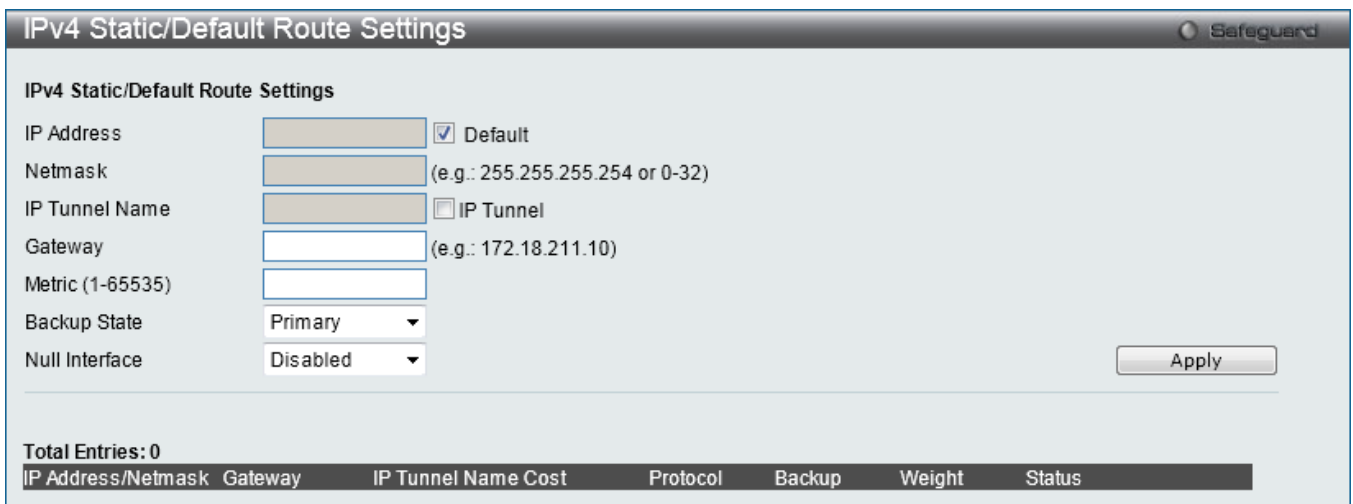 IPv4 Static/Default Route Settings Safeguard
IPv4 Static/Default Route Settings
IP Address Default
Netmask (e.g.: 255.255.255.254 or 0-32)
IP Tunnel Name IP Tunnel
Gateway (e.g.: 172.18.211.10)
Metric (1-65535)
Backup State Primary
Null Interface Disabled Apply
Total Entries: 0
IP Address/Netmask Gateway IP Tunnel Name Cost Protocol Backup Weight Status